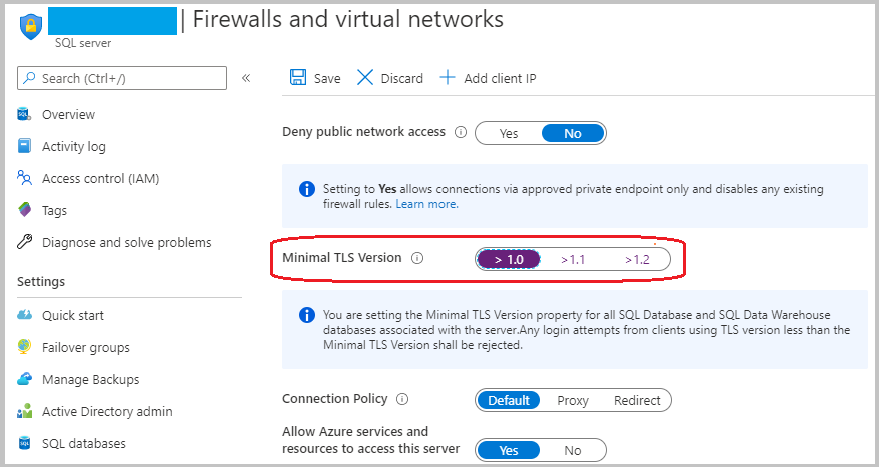 | Firewalls and virtual networks
SQL server
Search (Ctrl+/)
«
Save
Discard
Add client IP
Overview
Activity log
Access control (IAM)
Tags
Diagnose and solve problems
Settings
Quick start
Failover groups
Manage Backups
Active Directory admin
SQL databases
Deny public network access
Yes
No
Setting to Yes allows connections via approved private endpoint only and disables any existing
firewall rules. Learn more.
Minimal TLS Version
> 1.0
>1.1
>1.2
You are setting the Minimal TLS Version property for all SQL Database and SQL Data Warehouse
databases associated with the server.Any login attempts from clients using TLS version less than the
Minimal TLS Version shall be rejected.
Connection Policy
Default
Proxy
Redirect
Allow Azure services and
resources to access this server
Yes
No